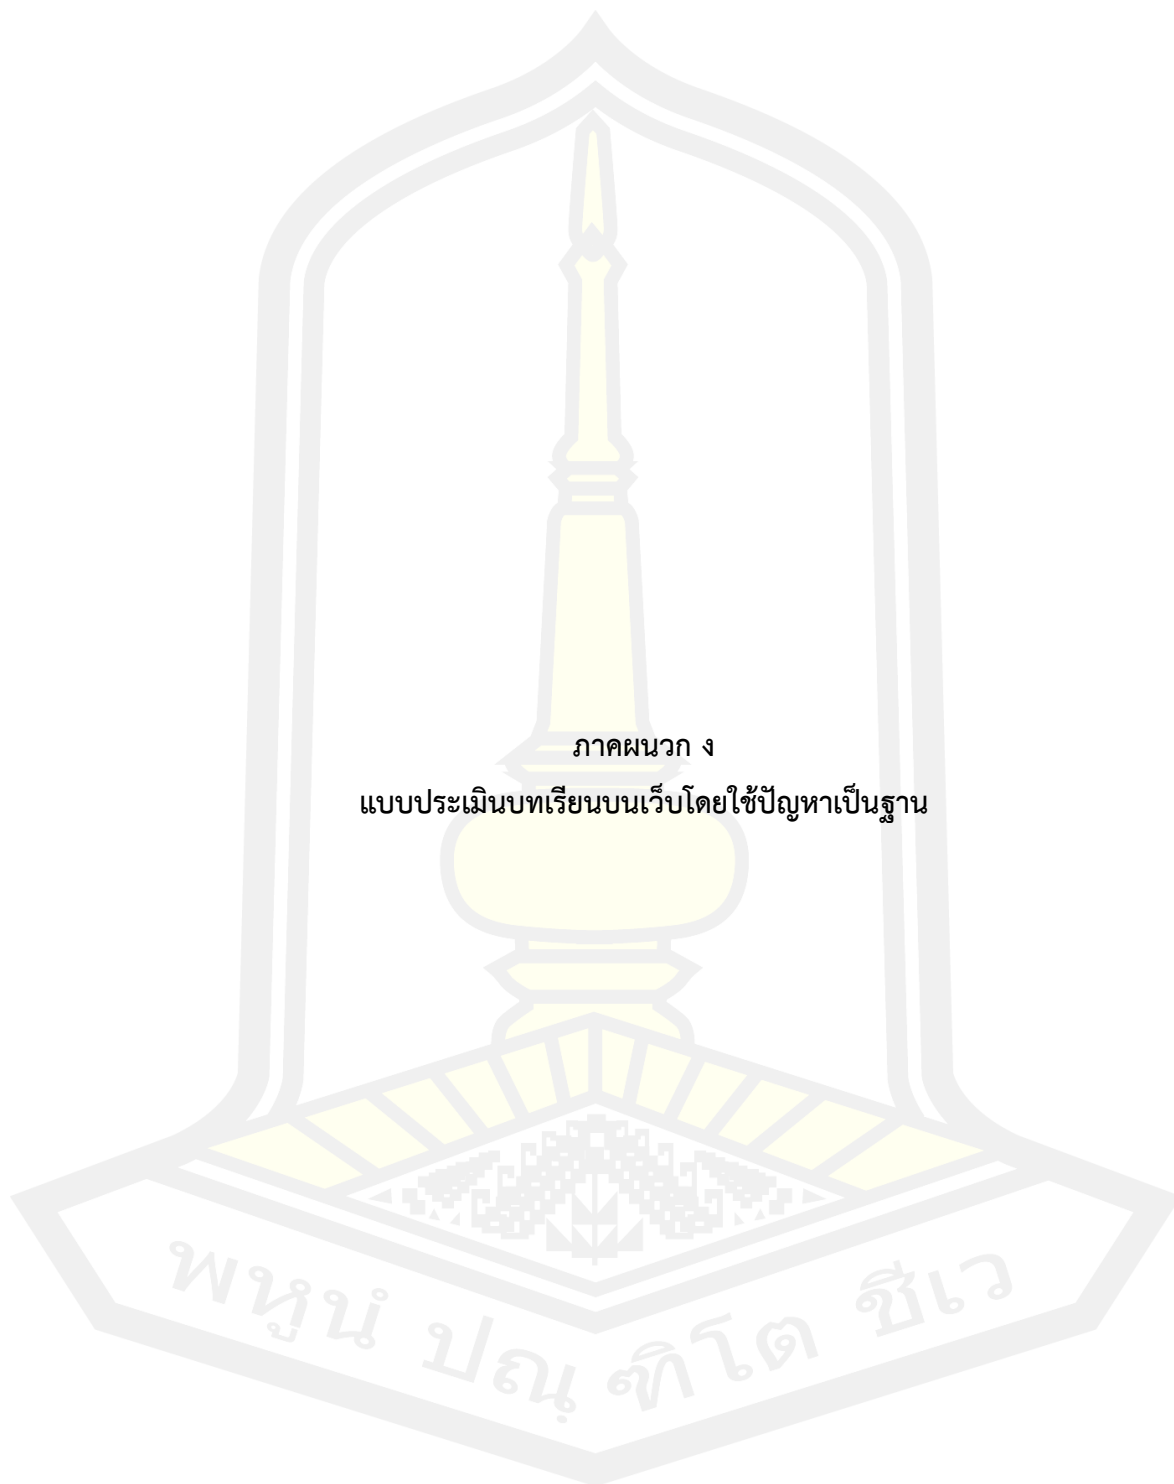 ภาคผนวก ง
แบบประเมินบทเรียนบนเว็บโดยใช้ปัญหาเป็นฐาน
พหูนํ ปณฺฑิโต ชีเว